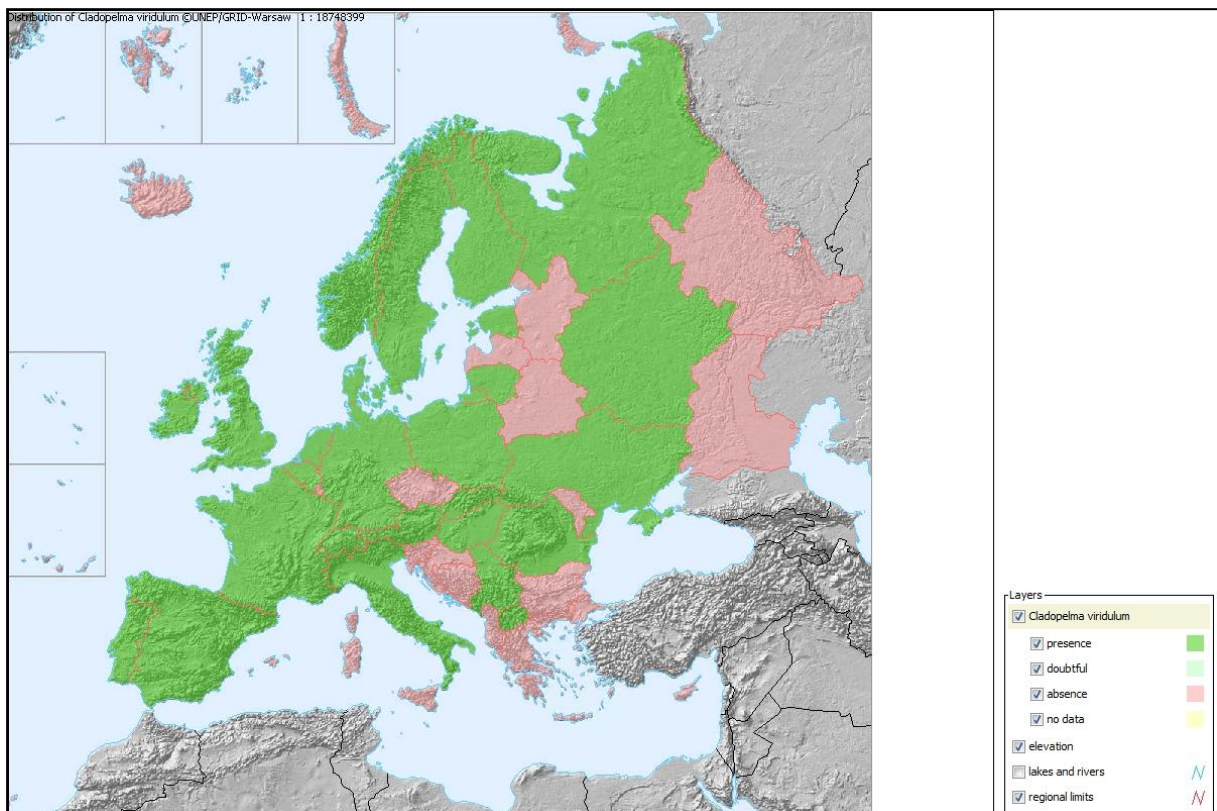 Distribution of Cladopelma viridulum ©UNEP/GRID-Warsaw 1 : 18748399
Layers
Cladopelma viridulum
presence
doubtful
absence
no data
elevation
lakes and rivers
regional limits